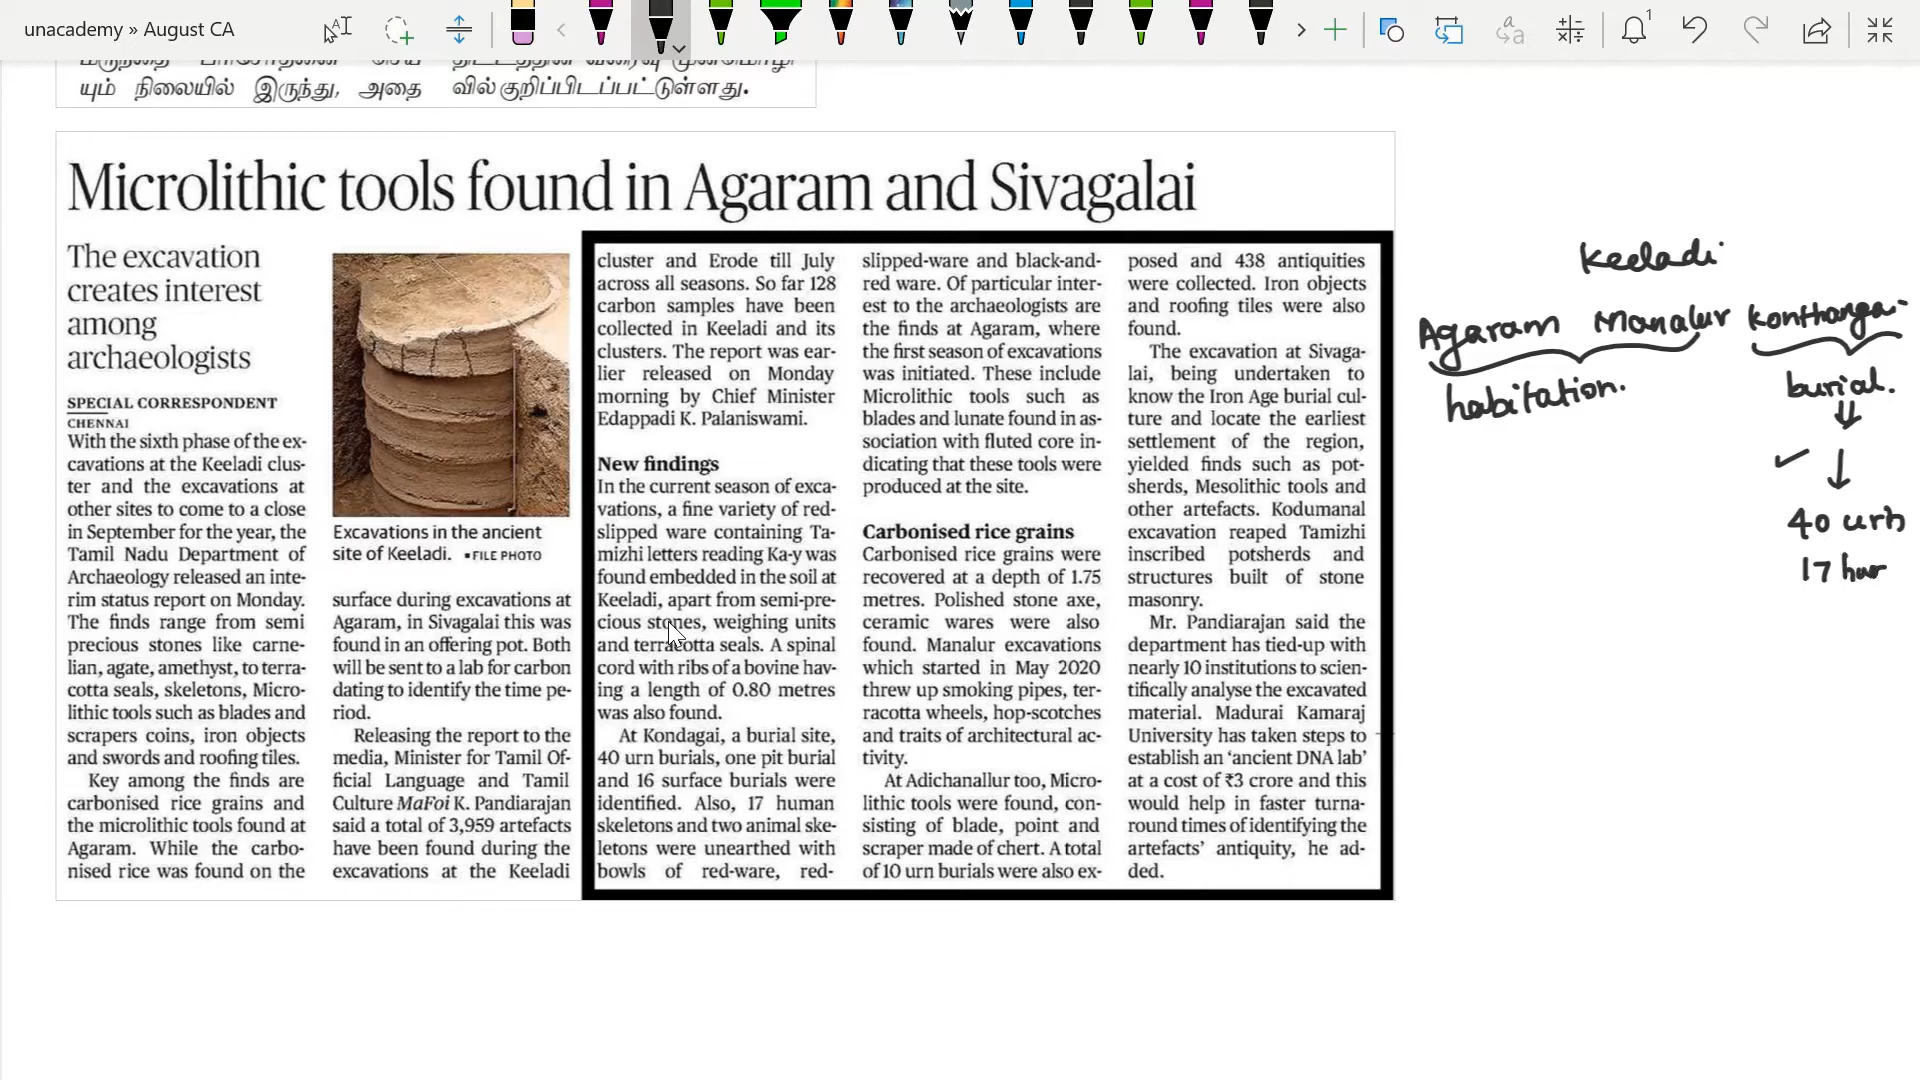 unacademy » August CA
யும் நிலையில் இருந்து, அதை
வில் குறிப்பிடப்பட்டுள்ளது.
Microlithic tools found in Agaram and Sivagalai
The excavation
creates interest
among
archaeologists
SPECIAL CORRESPONDENT
CHENNAI
With the sixth phase of the ex-
cavations at the Keeladi clus-
ter and the excavations at
other sites to come to a close
in September for the year, the
Tamil Nadu Department of
Archaeology released an inte-
rim status report on Monday.
The finds range from semi
precious stones like carne-
lian, agate, amethyst, to terra-
cotta seals, skeletons, Micro-
lithic tools such as blades and
scrapers coins, iron objects
and swords and roofing tiles.
Key among the finds are
carbonised rice grains and
the microlithic tools found at
Agaram. While the carbo-
nised rice was found on the
Excavations in the ancient
site of Keeladi. ▪FILE PHOTO
surface during excavations at
Agaram, in Sivagalai this was
found in an offering pot. Both
will be sent to a lab for carbon
dating to identify the time pe-
riod.
Releasing the report to the
media, Minister for Tamil Of-
ficial Language and Tamil
Culture MaFoi K. Pandiarajan
said a total of 3,959 artefacts
have been found during the
excavations at the Keeladi
cluster and Erode till July
across all seasons. So far 128
carbon samples have been
collected in Keeladi and its
clusters. The report was ear-
lier released on Monday
morning by Chief Minister
Edappadi K. Palaniswami.
New findings
In the current season of exca-
vations, a fine variety of red-
slipped ware containing Ta-
mizhi letters reading Ka-y was
found embedded in the soil at
Keeladi, apart from semi-pre-
cious stones, weighing units
and terracotta seals. A spinal
cord with ribs of a bovine hav-
ing a length of 0.80 metres
was also found.
At Kondagai, a burial site,
40 urn burials, one pit burial
and 16 surface burials were
identified. Also, 17 human
skeletons and two animal ske-
letons were unearthed with
bowls of red-ware, red-
slipped-ware and black-and-
red ware. Of particular inter-
est to the archaeologists are
the finds at Agaram, where
the first season of excavations
was initiated. These include
Microlithic tools such as
blades and lunate found in as-
sociation with fluted core in-
dicating that these tools were
produced at the site.
Carbonised rice grains
Carbonised rice grains were
recovered at a depth of 1.75
metres. Polished stone axe,
ceramic wares were also
found. Manalur excavations
which started in May 2020
threw up smoking pipes, ter-
racotta wheels, hop-scotches
and traits of architectural ac-
tivity.
At Adichanallur too, Micro-
lithic tools were found, con-
sisting of blade, point and
scraper made of chert. A total
of 10 urn burials were also ex-
posed and 438 antiquities
were collected. Iron objects
and roofing tiles were also
found.
The excavation at Sivaga-
lai, being undertaken to
know the Iron Age burial cul-
ture and locate the earliest
settlement of the region,
yielded finds such as pot-
sherds, Mesolithic tools and
other artefacts. Kodumanal
excavation reaped Tamizhi
inscribed potsherds and
structures built of stone
masonry.
Mr. Pandiarajan said the
department has tied-up with
nearly 10 institutions to scien-
tifically analyse the excavated
material. Madurai Kamaraj
University has taken steps to
establish an ‘ancient DNA lab’
at a cost of ₹3 crore and this
would help in faster turna-
round times of identifying the
artefacts’ antiquity, he ad-
ded.
Keeladi
Agaram Manalur Konthangai
habitation.
burial.
40 urn
17 hu